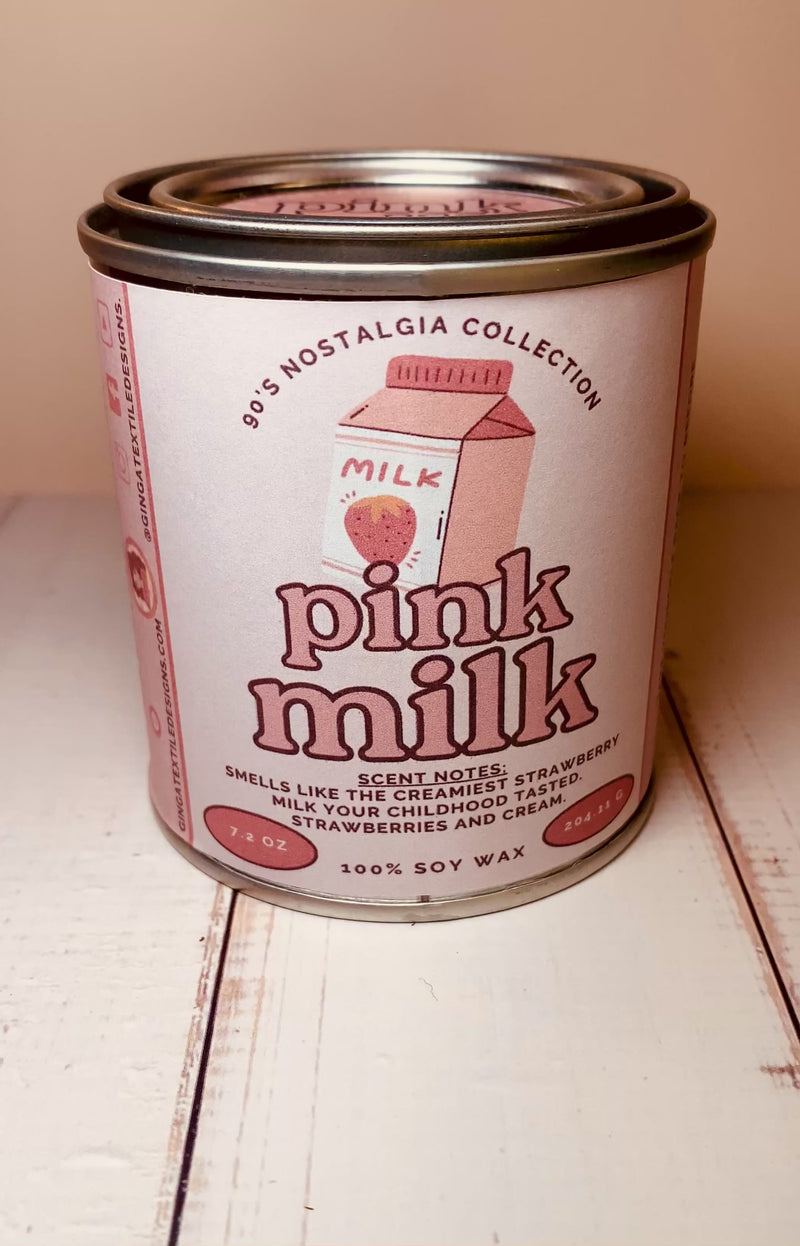 90'S NOSTALGIA COLLECTION
MILK
pink
milk
SCENT NOTES:
SMELLS LIKE THE CREAMIEST STRAWBERRY
MILK YOUR CHILDHOOD TASTED.
STRAWBERRIES AND CREAM.
7.2 OZ
204.11 G
100% SOY WAX
@GINGATEXTILEDESIGNS.
GINGATEXTILEDESIGNS.COM